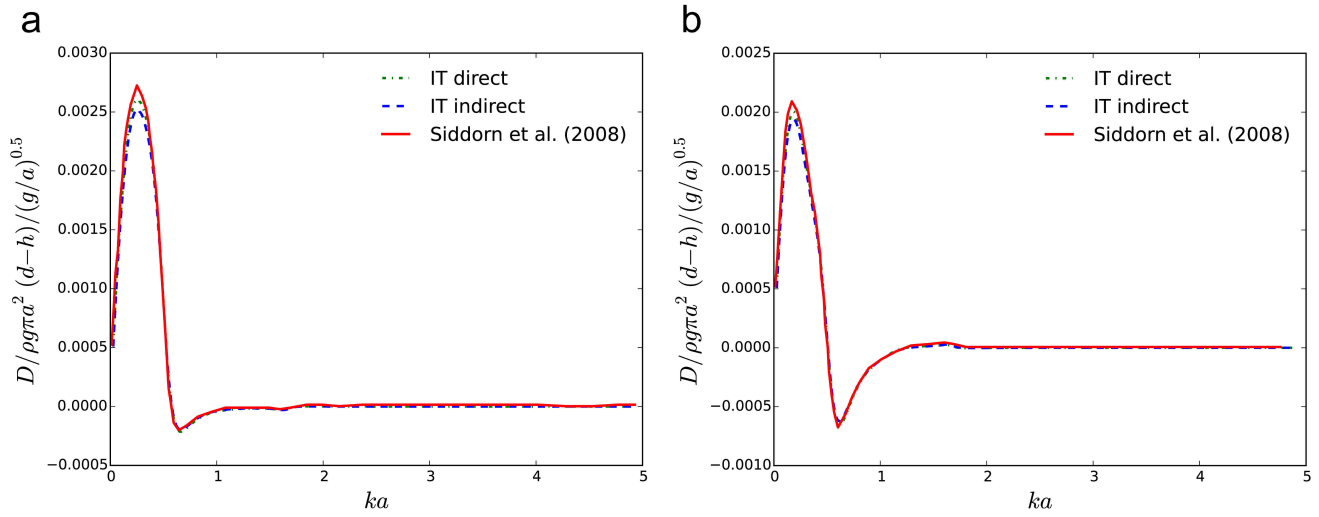 a
0.0030
0.0025
0.0020
0.0015
0.0010
0.0005
0.0000
−0.0005
0 1 2 3 4 5
D/ρgπa² (d−h)/(g/a)^0.5
ka
IT direct
IT indirect
Siddorn et al. (2008)
b
0.0025
0.0020
0.0015
0.0010
0.0005
0.0000
−0.0005
−0.0010
0 1 2 3 4 5
D/ρgπa² (d−h)/(g/a)^0.5
ka
IT direct
IT indirect
Siddorn et al. (2008)